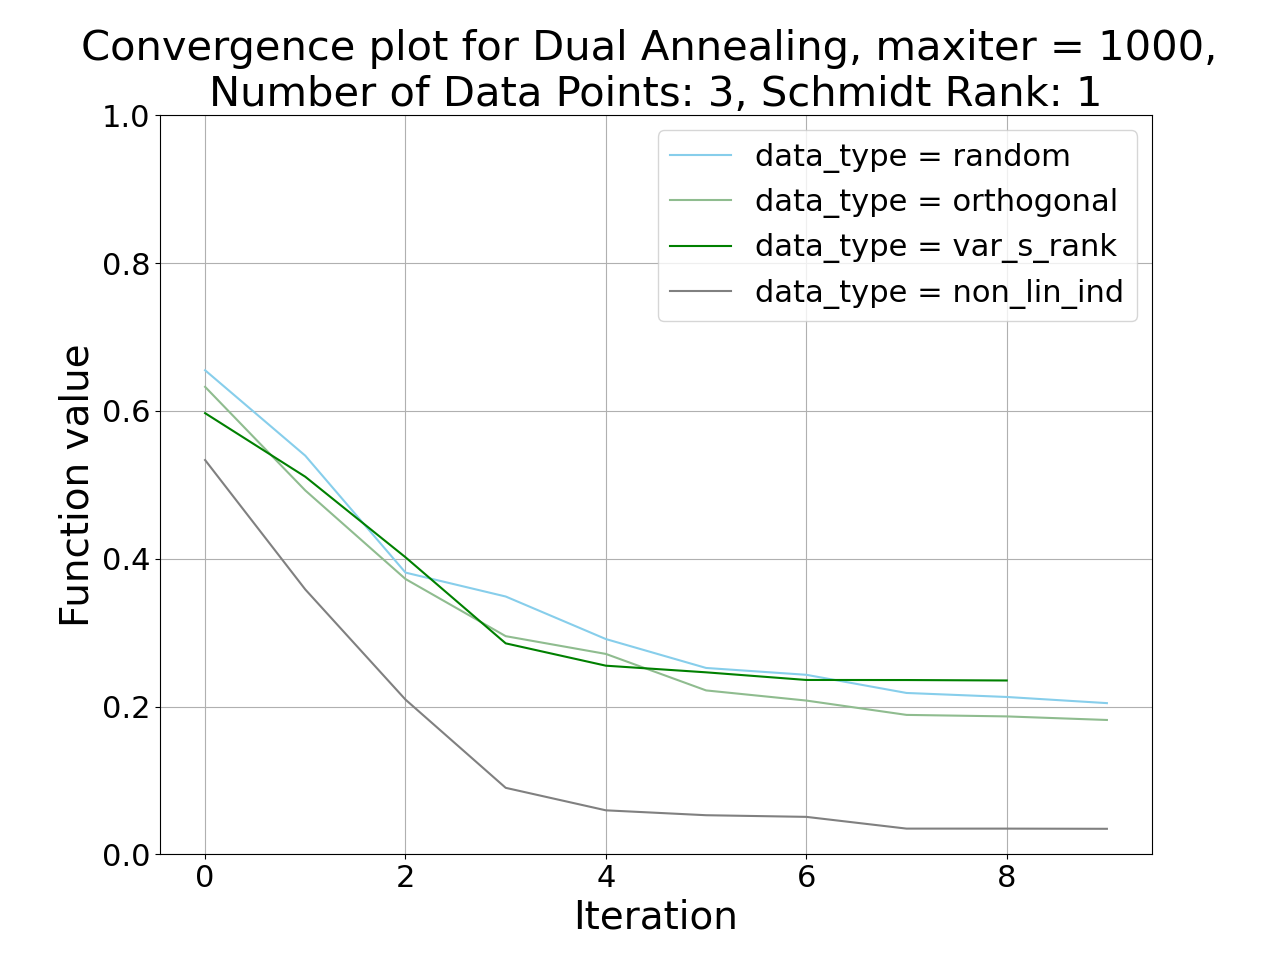 Convergence plot for Dual Annealing, maxiter = 1000,
Number of Data Points: 3, Schmidt Rank: 1
1.0
0.8
0.6
0.4
0.2
0.0
Function value
data_type = random
data_type = orthogonal
data_type = var_s_rank
data_type = non_lin_ind
0 2 4 6 8
Iteration